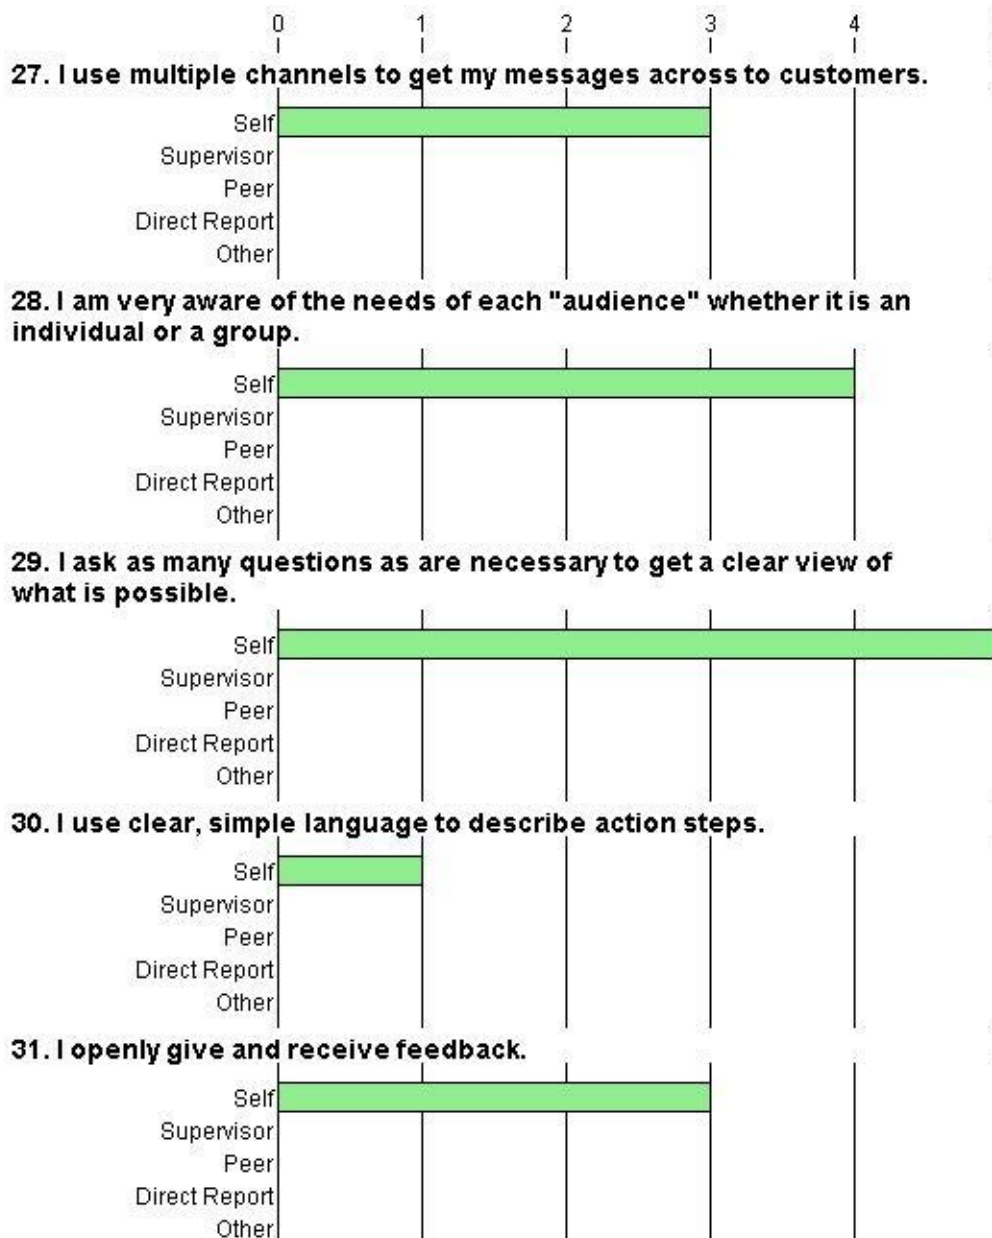 0 1 2 3 4
27. I use multiple channels to get my messages across to customers.
Self
Supervisor
Peer
Direct Report
Other
28. I am very aware of the needs of each "audience" whether it is an
individual or a group.
Self
Supervisor
Peer
Direct Report
Other
29. I ask as many questions as are necessary to get a clear view of
what is possible.
Self
Supervisor
Peer
Direct Report
Other
30. I use clear, simple language to describe action steps.
Self
Supervisor
Peer
Direct Report
Other
31. I openly give and receive feedback.
Self
Supervisor
Peer
Direct Report
Other